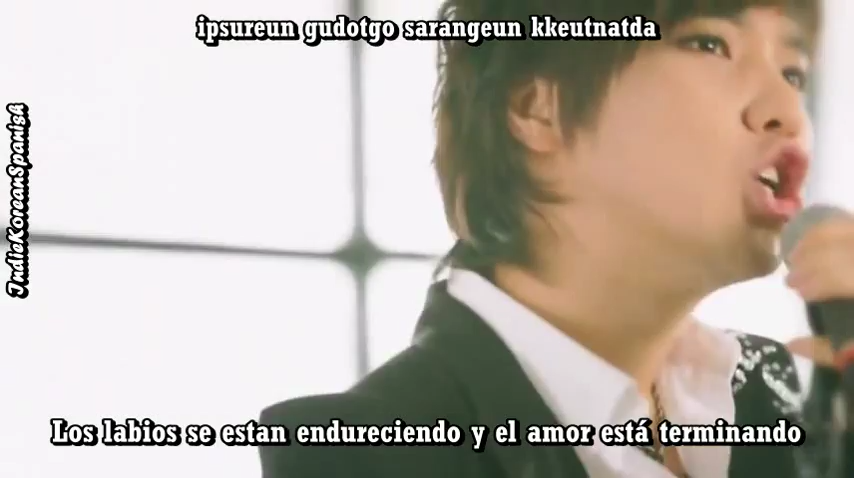 ipsureun gudotgo sarangeun kkeutnatda
IndieKoreanSpanish
Los labios se estan endureciendo y el amor está terminando